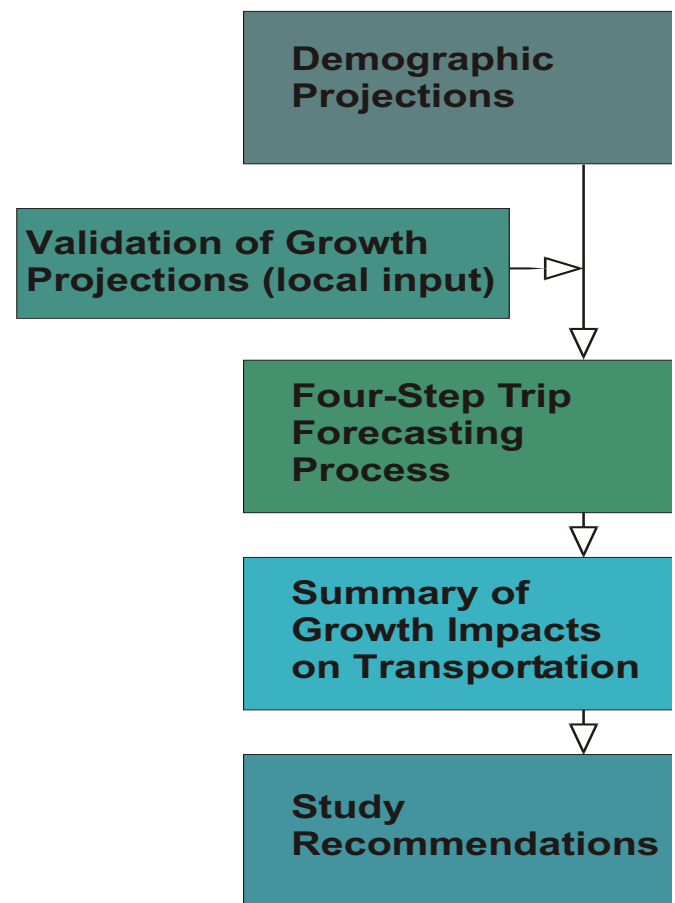 Demographic
Projections
Validation of Growth
Projections (local input)
Four-Step Trip
Forecasting
Process
Summary of
Growth Impacts
on Transportation
Study
Recommendations